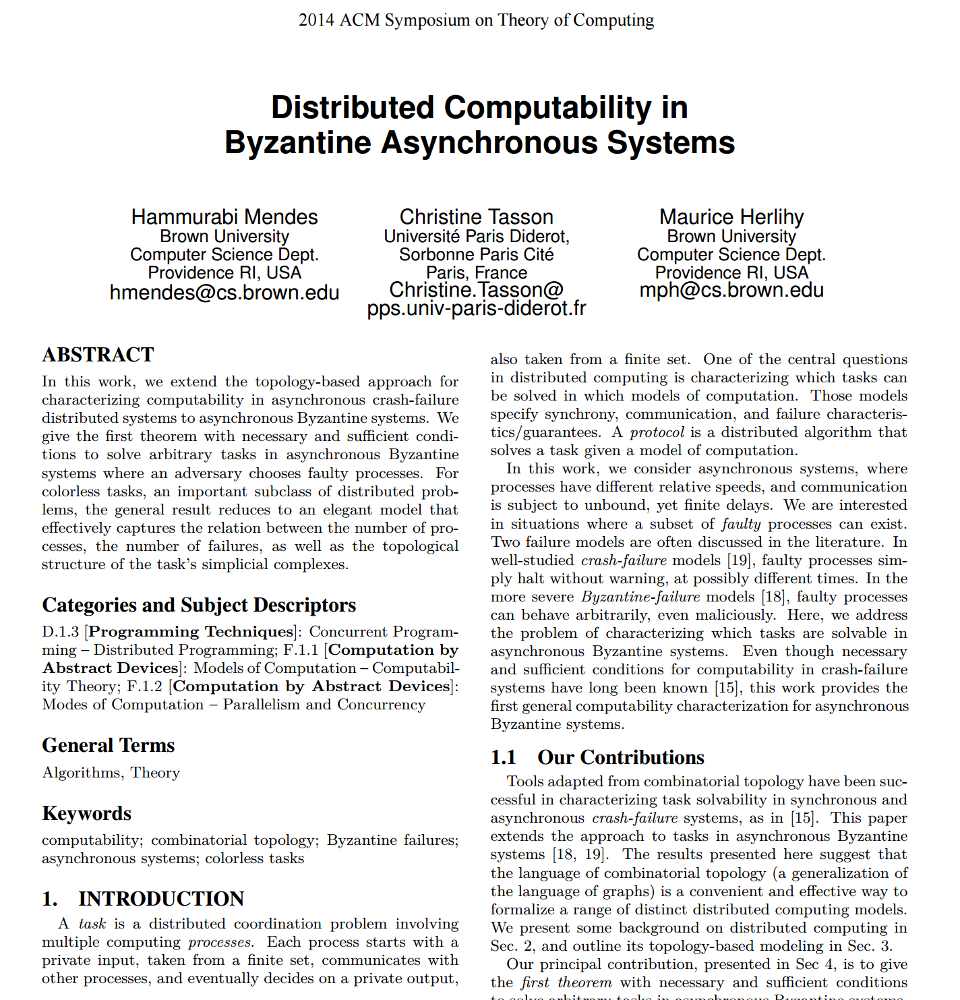 2014 ACM Symposium on Theory of Computing
Distributed Computability in
Byzantine Asynchronous Systems
Hammurabi Mendes
Brown University
Computer Science Dept.
Providence RI, USA
hmendes@cs.brown.edu
Christine Tasson
Université Paris Diderot,
Sorbonne Paris Cité
Paris, France
Christine.Tasson@
pps.univ-paris-diderot.fr
Maurice Herlihy
Brown University
Computer Science Dept.
Providence RI, USA
mph@cs.brown.edu
ABSTRACT
In this work, we extend the topology-based approach for
characterizing computability in asynchronous crash-failure
distributed systems to asynchronous Byzantine systems. We
give the first theorem with necessary and sufficient condi-
tions to solve arbitrary tasks in asynchronous Byzantine
systems where an adversary chooses faulty processes. For
colorless tasks, an important subclass of distributed prob-
lems, the general result reduces to an elegant model that
effectively captures the relation between the number of pro-
cesses, the number of failures, as well as the topological
structure of the task's simplicial complexes.
Categories and Subject Descriptors
D.1.3 [Programming Techniques]: Concurrent Program-
ming – Distributed Programming; F.1.1 [Computation by
Abstract Devices]: Models of Computation – Computabil-
ity Theory; F.1.2 [Computation by Abstract Devices]:
Modes of Computation – Parallelism and Concurrency
General Terms
Algorithms, Theory
Keywords
computability; combinatorial topology; Byzantine failures;
asynchronous systems; colorless tasks
1. INTRODUCTION
A task is a distributed coordination problem involving
multiple computing processes. Each process starts with a
private input, taken from a finite set, communicates with
other processes, and eventually decides on a private output,
also taken from a finite set. One of the central questions
in distributed computing is characterizing which tasks can
be solved in which models of computation. Those models
specify synchrony, communication, and failure characteris-
tics/guarantees. A protocol is a distributed algorithm that
solves a task given a model of computation.
In this work, we consider asynchronous systems, where
processes have different relative speeds, and communication
is subject to unbound, yet finite delays. We are interested
in situations where a subset of faulty processes can exist.
Two failure models are often discussed in the literature. In
well-studied crash-failure models [19], faulty processes sim-
ply halt without warning, at possibly different times. In the
more severe Byzantine-failure models [18], faulty processes
can behave arbitrarily, even maliciously. Here, we address
the problem of characterizing which tasks are solvable in
asynchronous Byzantine systems. Even though necessary
and sufficient conditions for computability in crash-failure
systems have long been known [15], this work provides the
first general computability characterization for asynchronous
Byzantine systems.
1.1 Our Contributions
Tools adapted from combinatorial topology have been suc-
cessful in characterizing task solvability in synchronous and
asynchronous crash-failure systems, as in [15]. This paper
extends the approach to tasks in asynchronous Byzantine
systems [18, 19]. The results presented here suggest that
the language of combinatorial topology (a generalization of
the language of graphs) is a convenient and effective way to
formalize a range of distinct distributed computing models.
We present some background on distributed computing in
Sec. 2, and outline its topology-based modeling in Sec. 3.
Our principal contribution, presented in Sec 4, is to give
the first theorem with necessary and sufficient conditions
to solve arbitrary tasks in asynchronous Byzantine systems